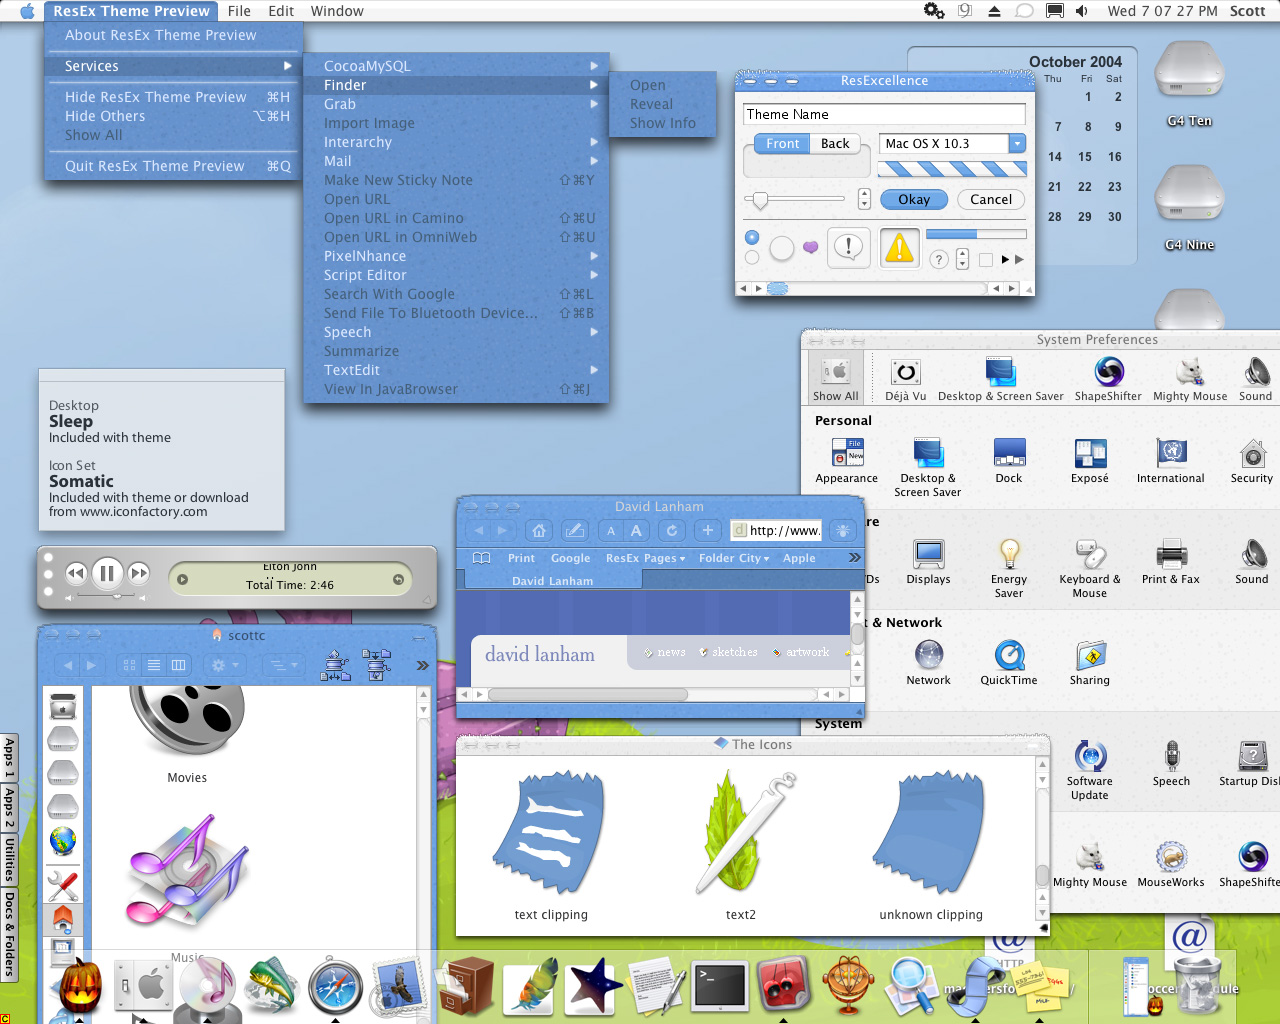 ResEx Theme Preview File Edit Window
Wed 7 07 27 PM Scott
About ResEx Theme Preview
Services
Hide ResEx Theme Preview ⌘H
Hide Others ⌥⌘H
Show All
Quit ResEx Theme Preview ⌘Q
CocoaMySQL
Finder
Grab
Import Image
Interarchy
Mail
Make New Sticky Note ⇧⌘Y
Open URL
Open URL in Camino ⇧⌘U
Open URL in OmniWeb ⇧⌘U
PixelNhance
Script Editor
Search With Google ⇧⌘L
Send File To Bluetooth Device... ⇧⌘B
Speech
Summarize
TextEdit
View In JavaBrowser ⇧⌘J
Open
Reveal
Show Info
ResExcellence
Theme Name
Front Back
Mac OS X 10.3
Okay Cancel
October 2004
Thu Fri Sat
1 2
7 8 9
14 15 16
21 22 23
28 29 30
G4 Ten
G4 Nine
System Preferences
Show All Déjà Vu Desktop & Screen Saver ShapeShifter Mighty Mouse Sound
Personal
Appearance Desktop & Screen Saver Dock Exposé International Security
re
Ds Displays Energy Saver Keyboard & Mouse Print & Fax Sound
t & Network
Network QuickTime Sharing
System
Software Update Speech Startup Dis
Mighty Mouse MouseWorks ShapeShifte
Desktop
Sleep
Included with theme
Icon Set
Somatic
Included with theme or download
from www.iconfactory.com
Elton John
Total Time: 2:46
David Lanham
A A http://www.
Print Google ResEx Pages Folder City Apple
David Lanham
david lanham
news sketches artwork
scottc
Movies
Music
Apps 1
Apps 2
Utilities
Docs & Folders
The Icons
text clipping text2 unknown clipping
HTTP